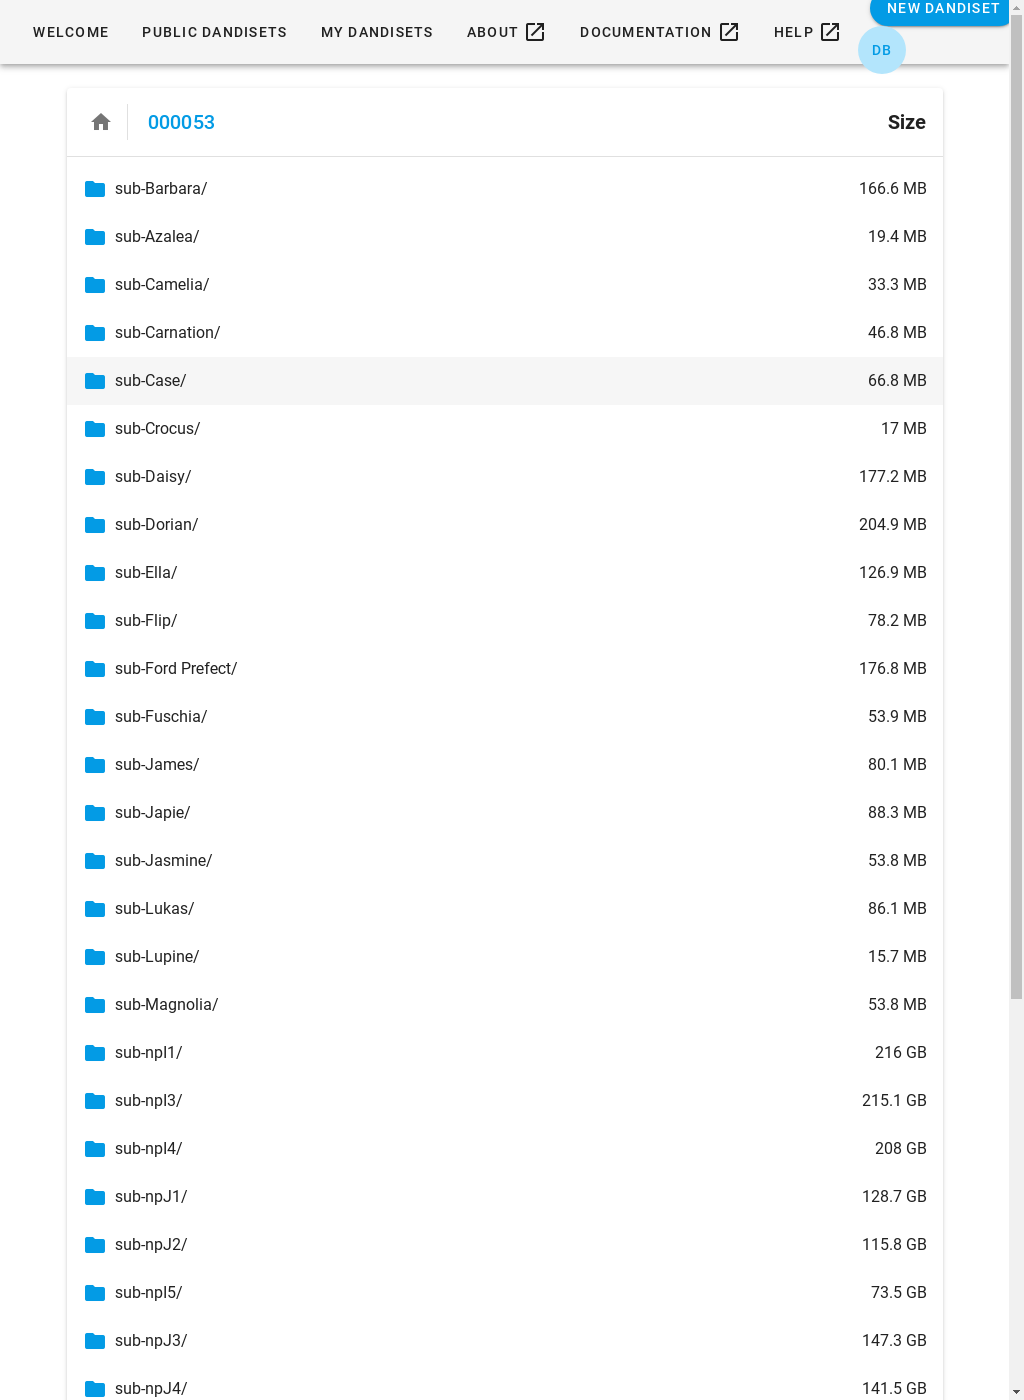 NEW DANDISET
WELCOME PUBLIC DANDISETS MY DANDISETS ABOUT DOCUMENTATION HELP
DB
000053 Size
sub-Barbara/ 166.6 MB
sub-Azalea/ 19.4 MB
sub-Camelia/ 33.3 MB
sub-Carnation/ 46.8 MB
sub-Case/ 66.8 MB
sub-Crocus/ 17 MB
sub-Daisy/ 177.2 MB
sub-Dorian/ 204.9 MB
sub-Ella/ 126.9 MB
sub-Flip/ 78.2 MB
sub-Ford Prefect/ 176.8 MB
sub-Fuschia/ 53.9 MB
sub-James/ 80.1 MB
sub-Japie/ 88.3 MB
sub-Jasmine/ 53.8 MB
sub-Lukas/ 86.1 MB
sub-Lupine/ 15.7 MB
sub-Magnolia/ 53.8 MB
sub-npI1/ 216 GB
sub-npI3/ 215.1 GB
sub-npI4/ 208 GB
sub-npJ1/ 128.7 GB
sub-npJ2/ 115.8 GB
sub-npI5/ 73.5 GB
sub-npJ3/ 147.3 GB
sub-npJ4/ 141.5 GB